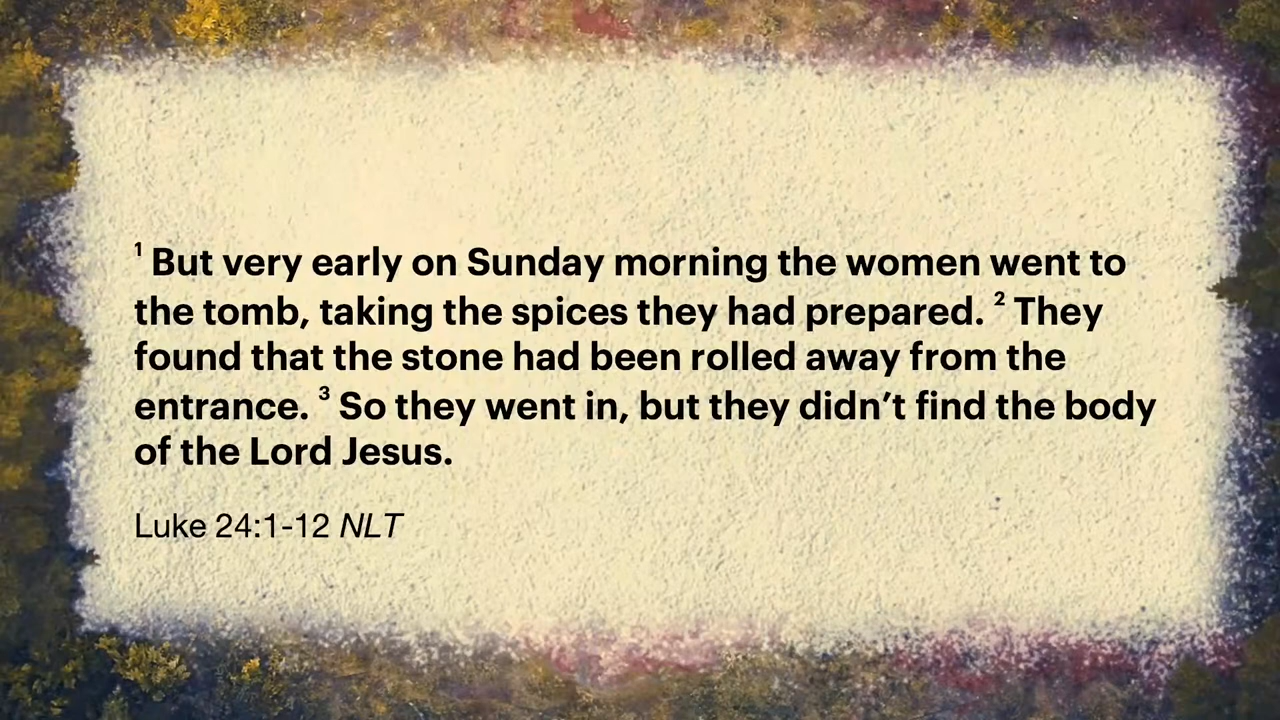 ¹ But very early on Sunday morning the women went to
the tomb, taking the spices they had prepared. ² They
found that the stone had been rolled away from the
entrance. ³ So they went in, but they didn’t find the body
of the Lord Jesus.
Luke 24:1-12 NLT